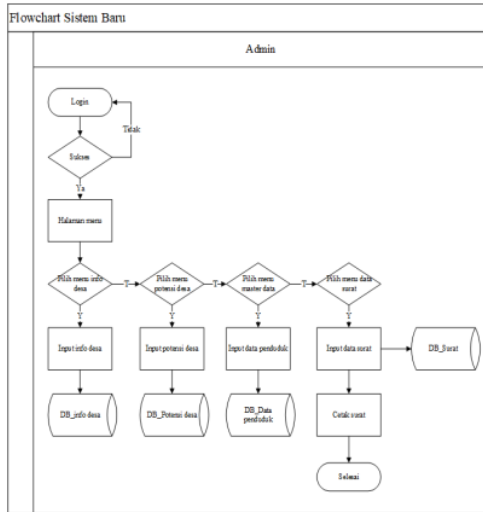 Flowchart Sistem Baru
Admin
Login
Tidak
Sukses
Ya
Halaman menu
Pilih menu info
desa
T
Pilih menu
potensi desa
T
Pilih menu
master data
T
Pilih menu data
surat
Y
Y
Y
Y
Input info desa
Input potensi desa
Input data penduduk
Input data surat
DB_Surat
DB_info desa
DB_Potensi desa
DB_Data
penduduk
Cetak surat
Selesai